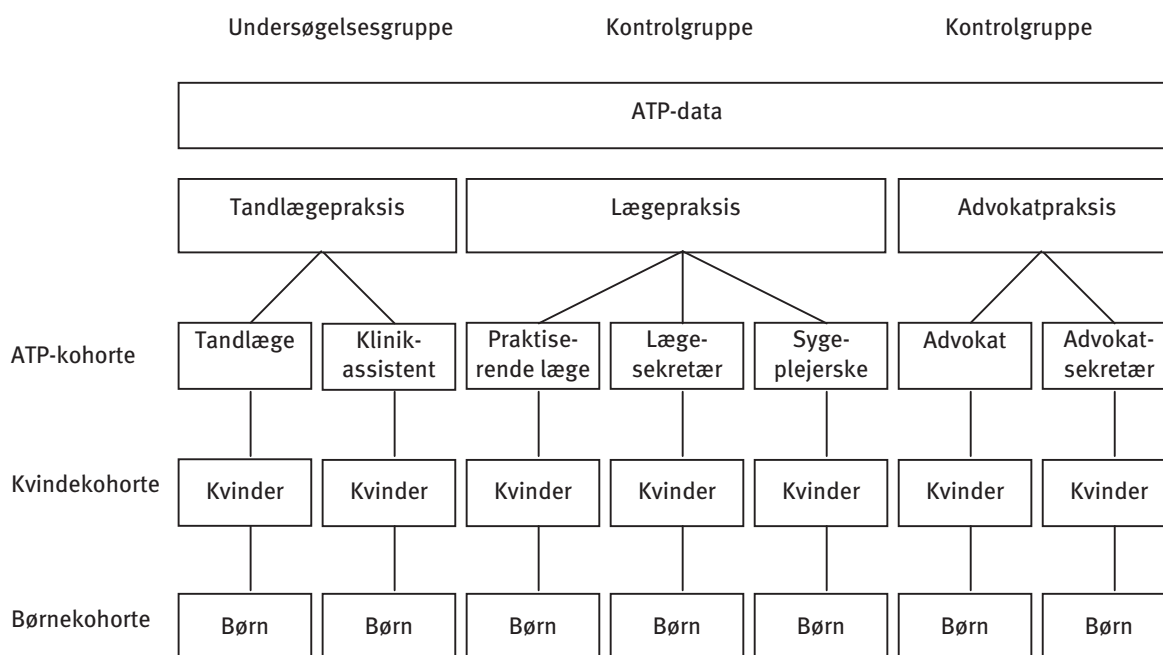 Undersøgelsesgruppe Kontrolgruppe Kontrolgruppe
ATP-data
Tandlægepraksis Lægepraksis Advokatpraksis
ATP-kohorte
Tandlæge
Klinik-
assistent
Praktise-
rende læge
Læge-
sekretær
Syge-
plejerske
Advokat
Advokat-
sekretær
Kvindekohorte Kvinder Kvinder Kvinder Kvinder Kvinder Kvinder Kvinder
Børnekohorte Børn Børn Børn Børn Børn Børn Børn